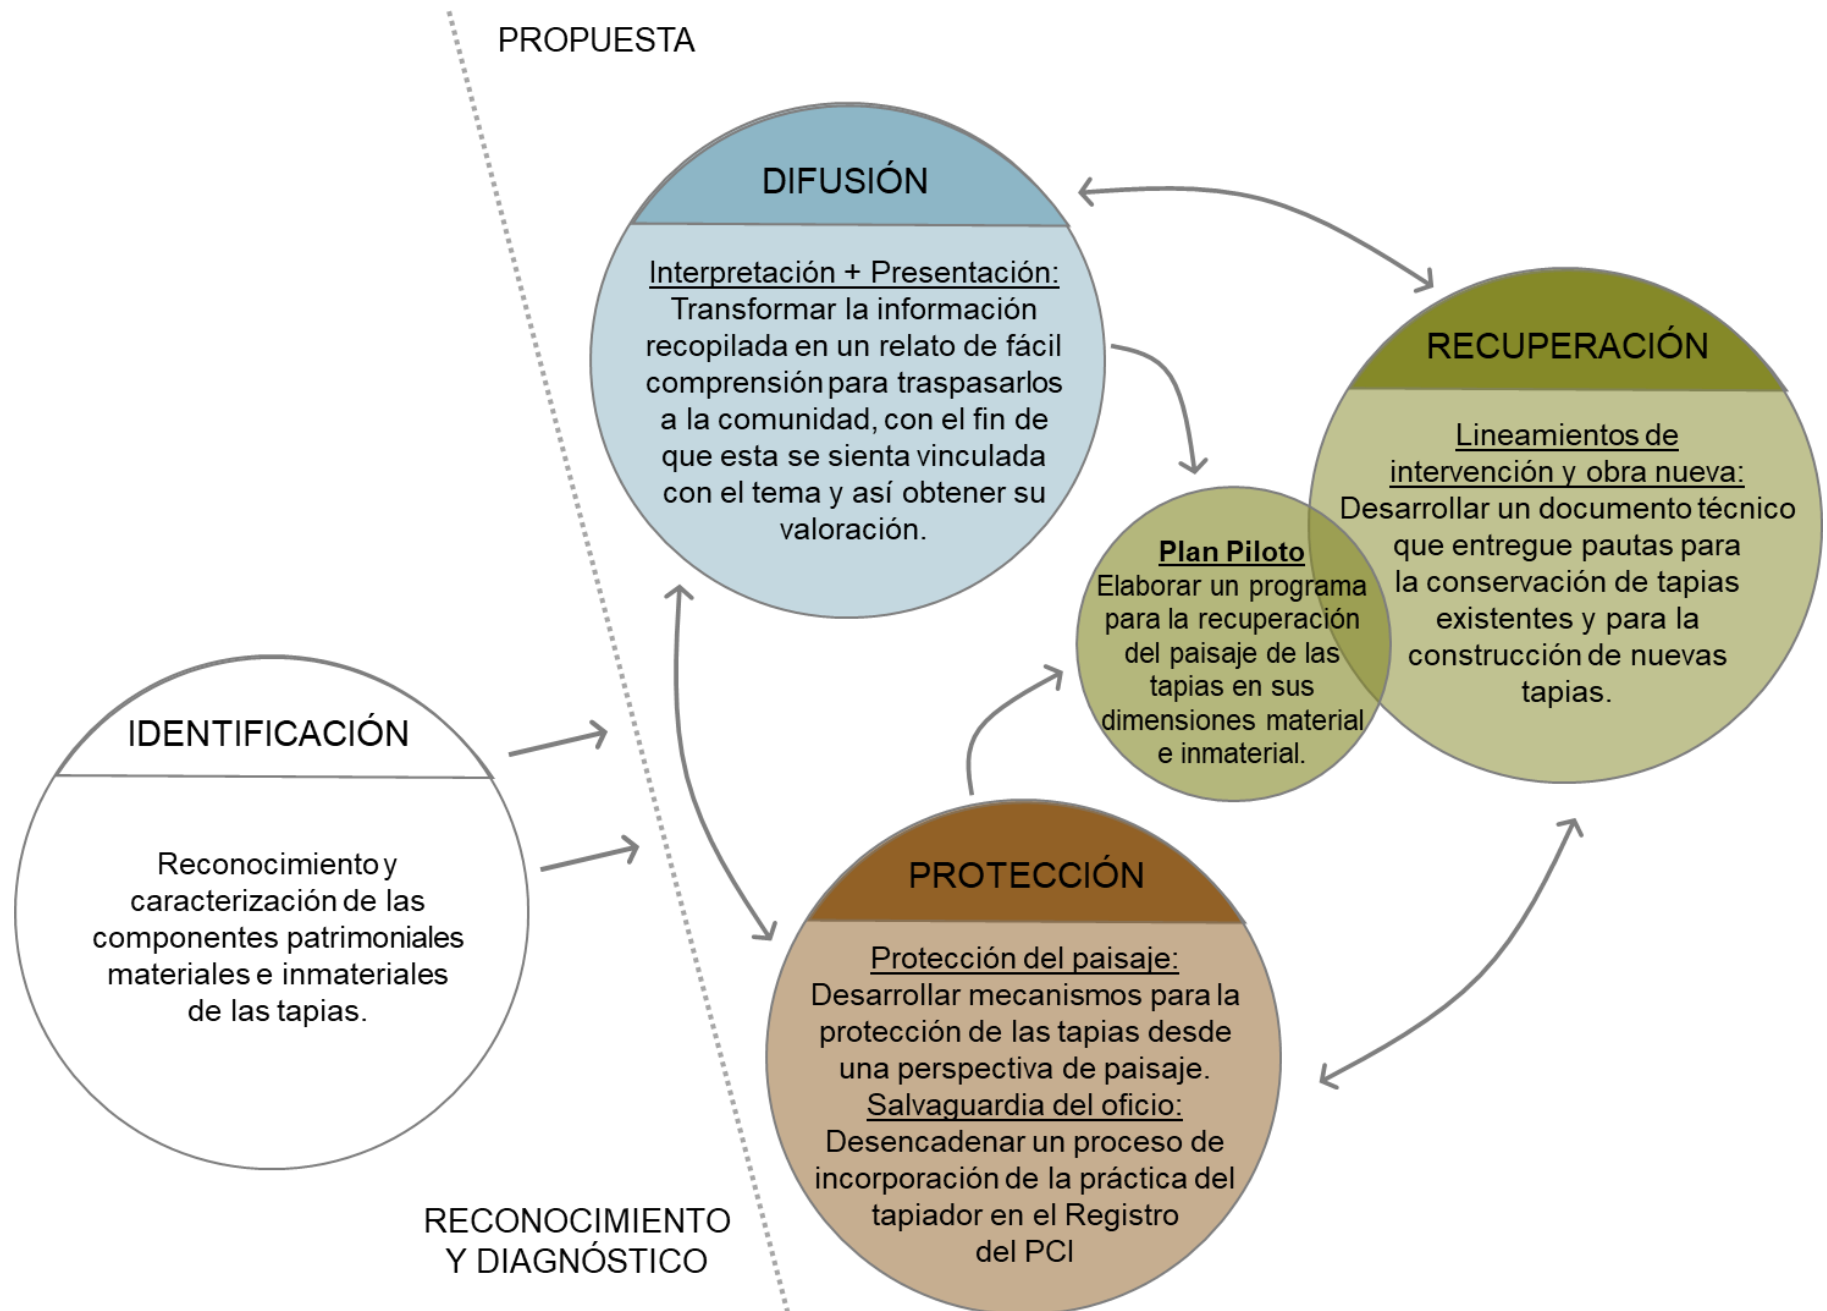 PROPUESTA
DIFUSIÓN
Interpretación + Presentación:
Transformar la información
recopilada en un relato de fácil
comprensión para traspasarlos
a la comunidad, con el fin de
que esta se sienta vinculada
con el tema y así obtener su
valoración.
RECUPERACIÓN
Lineamientos de
intervención y obra nueva:
Desarrollar un documento técnico
que entregue pautas para
la conservación de tapias
existentes y para la
construcción de nuevas
tapias.
Plan Piloto
Elaborar un programa
para la recuperación
del paisaje de las
tapias en sus
dimensiones material
e inmaterial.
IDENTIFICACIÓN
Reconocimiento y
caracterización de las
componentes patrimoniales
materiales e inmateriales
de las tapias.
PROTECCIÓN
Protección del paisaje:
Desarrollar mecanismos para la
protección de las tapias desde
una perspectiva de paisaje.
Salvaguardia del oficio:
Desencadenar un proceso de
incorporación de la práctica del
tapiador en el Registro
del PCI
RECONOCIMIENTO
Y DIAGNÓSTICO